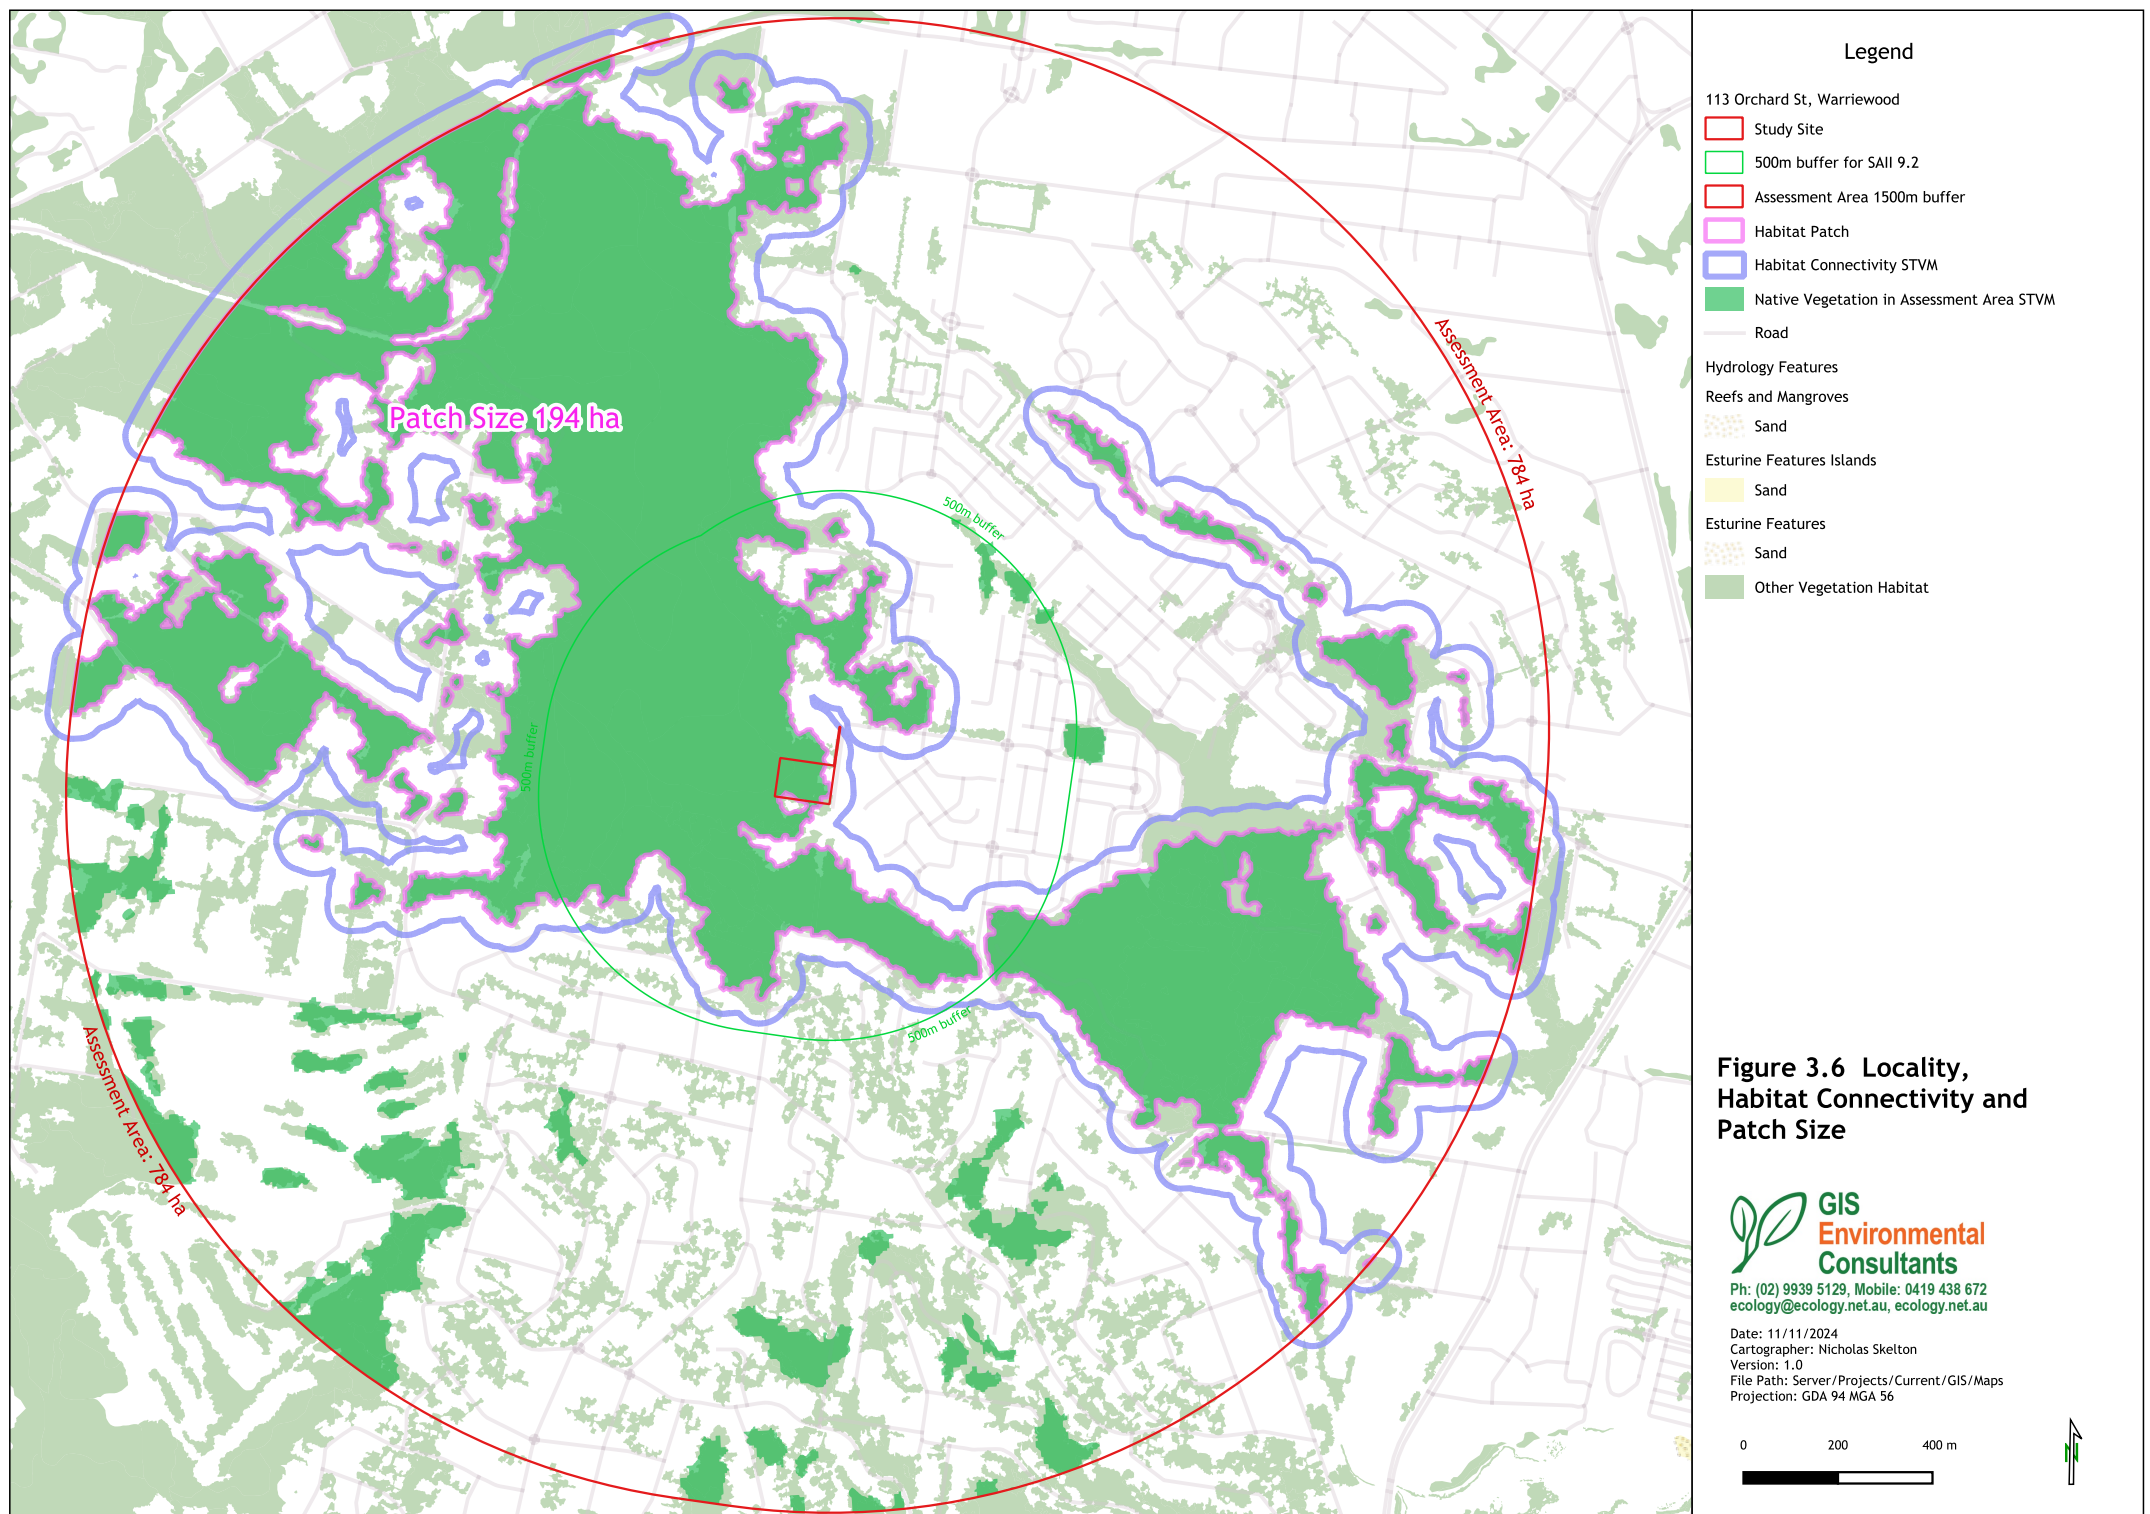 Legend
113 Orchard St, Warriewood
Study Site
500m buffer for SAII 9.2
Assessment Area 1500m buffer
Habitat Patch
Habitat Connectivity STVM
Native Vegetation in Assessment Area STVM
Road
Hydrology Features
Reefs and Mangroves
Sand
Esturine Features Islands
Sand
Esturine Features
Sand
Other Vegetation Habitat
Patch Size 194 ha
Assessment Area: 784 ha
500m buffer
500m buffer
500m buffer
Assessment Area: 784 ha
Figure 3.6 Locality,
Habitat Connectivity and
Patch Size
GIS
Environmental
Consultants
Ph: (02) 9939 5129, Mobile: 0419 438 672
ecology@ecology.net.au, ecology.net.au
Date: 11/11/2024
Cartographer: Nicholas Skelton
Version: 1.0
File Path: Server/Projects/Current/GIS/Maps
Projection: GDA 94 MGA 56
0 200 400 m
N